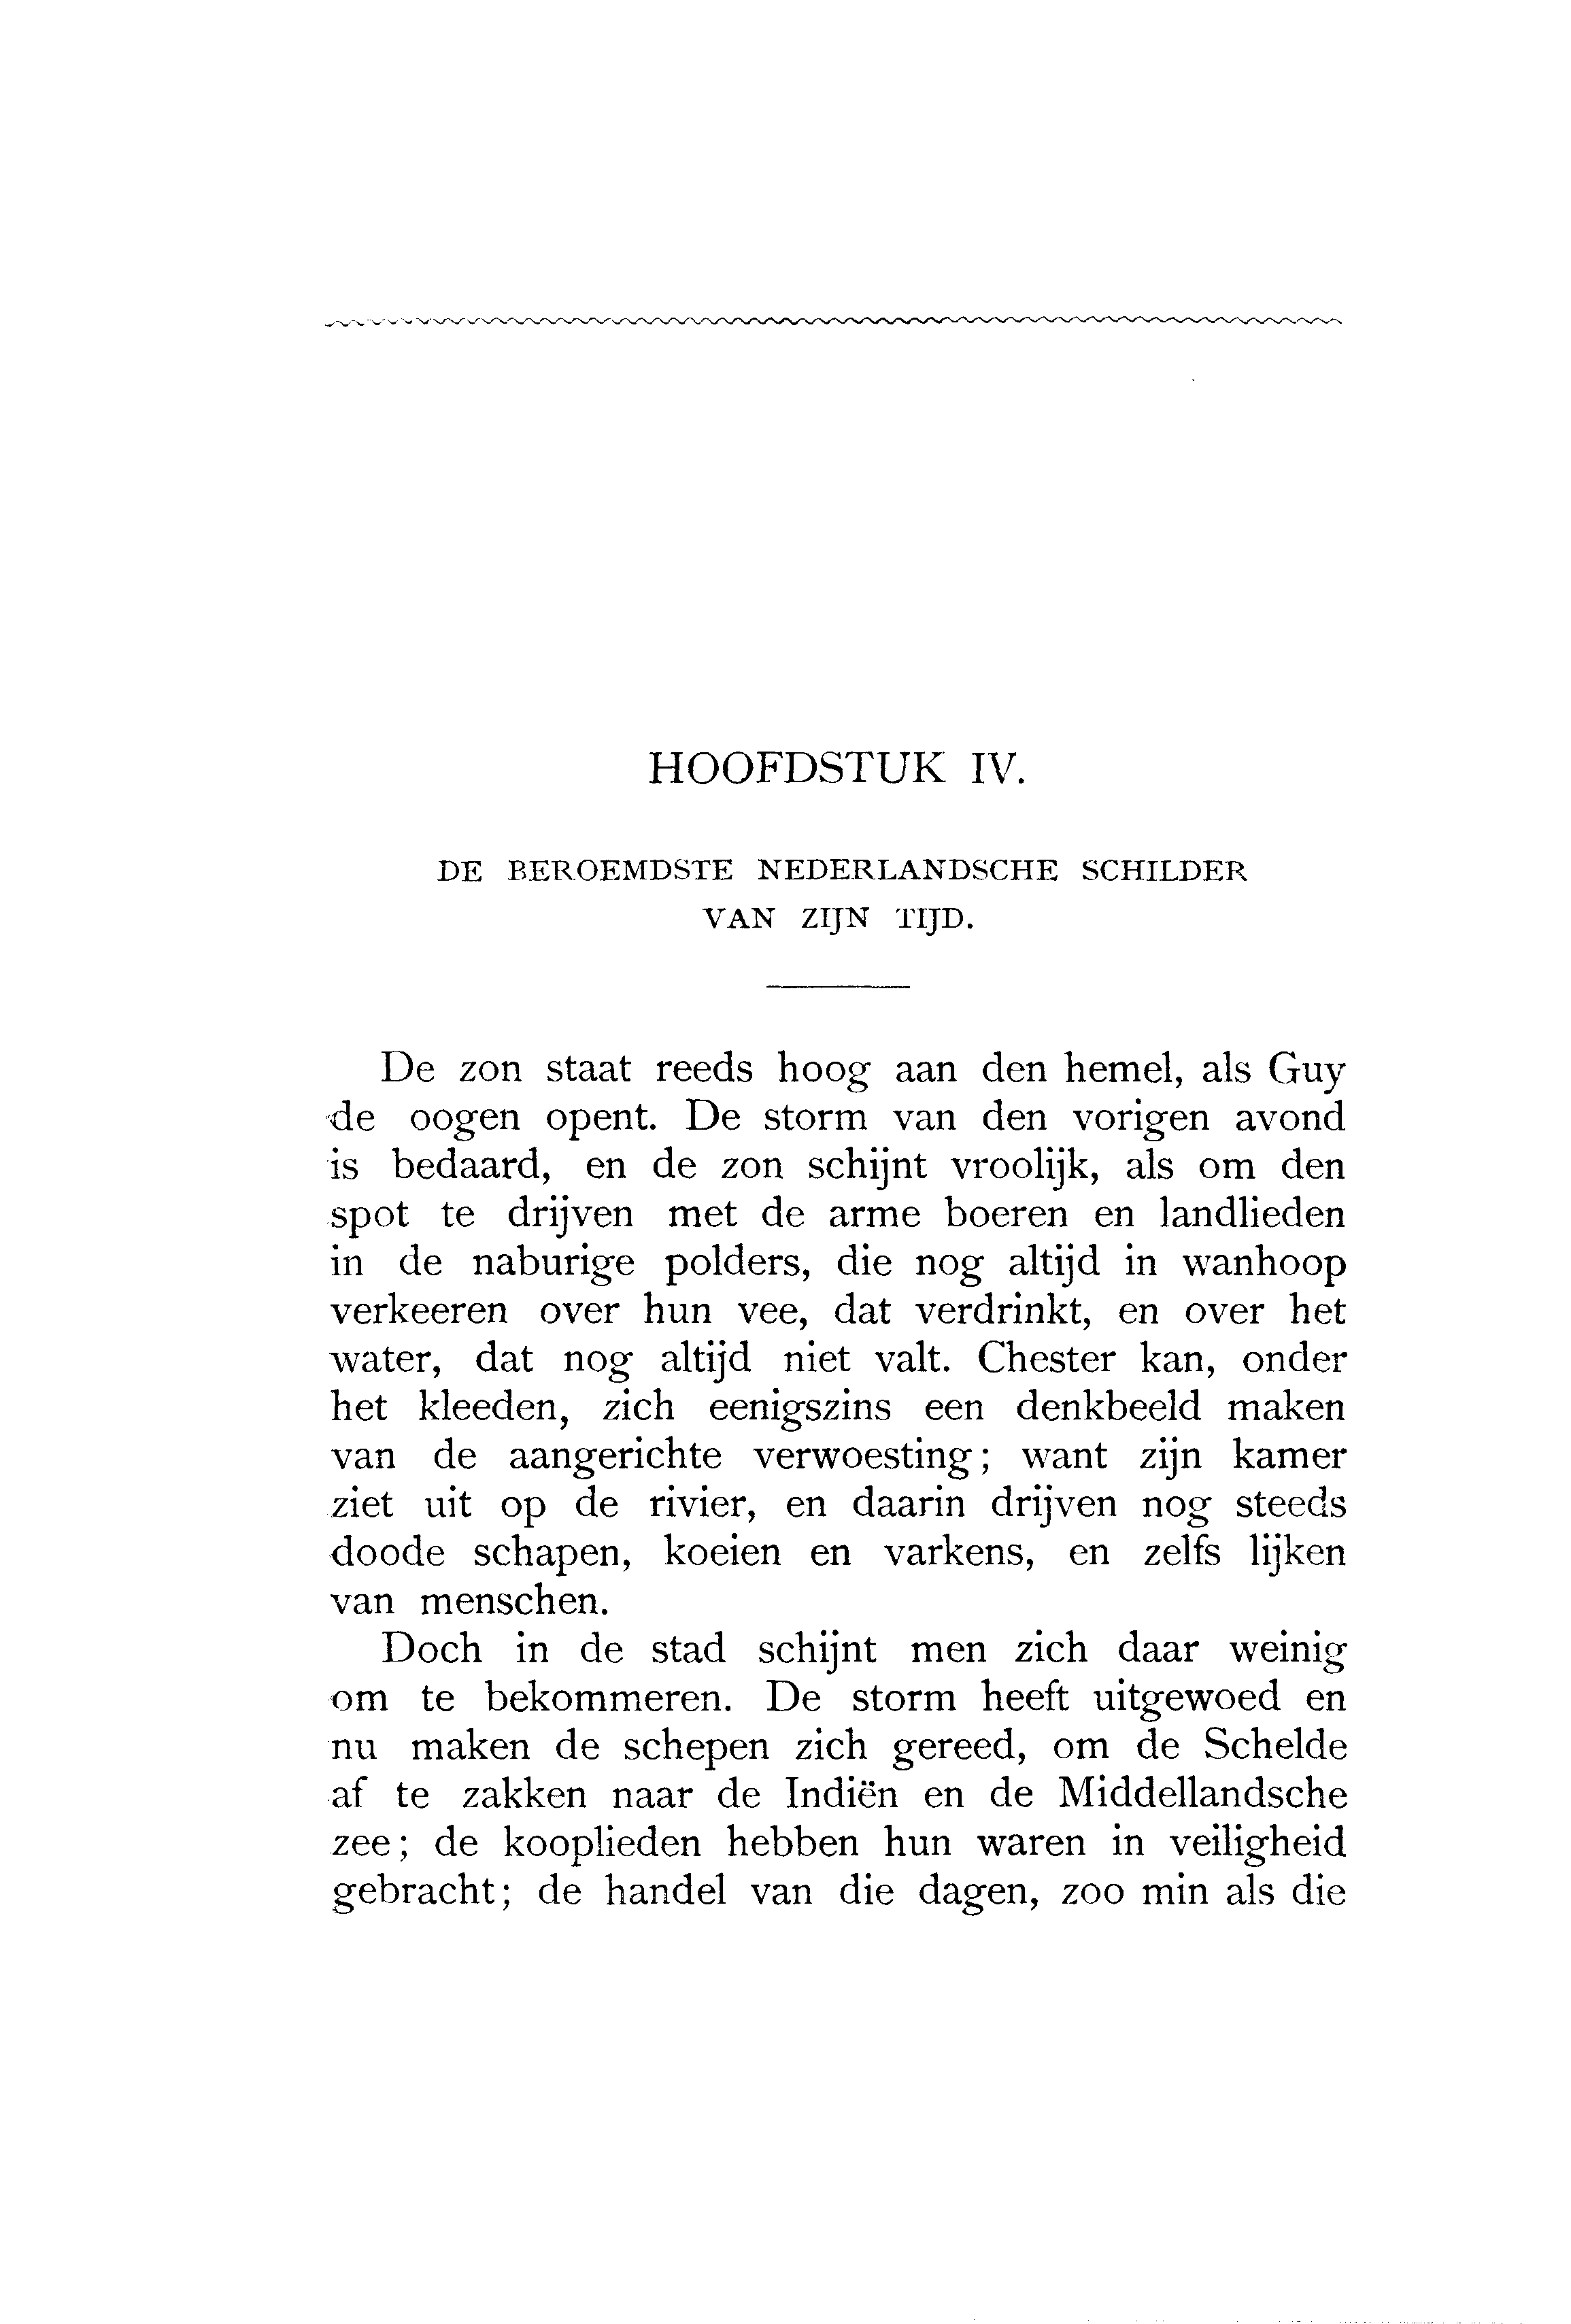 HOOFDSTUK IV.
DE BEROEMDSTE NEDERLANDSCHE SCHILDER
VAN ZIJN TIJD.
De zon staat reeds hoog aan den hemel, als Guy
de oogen opent. De storm van den vorigen avond
is bedaard, en de zon schijnt vroolijk, als om den
spot te drijven met de arme boeren en landlieden
in de naburige polders, die nog altijd in wanhoop
verkeeren over hun vee, dat verdrinkt, en over het
water, dat nog altijd niet valt. Chester kan, onder
het kleeden, zich eenigszins een denkbeeld maken
van de aangerichte verwoesting; want zijn kamer
ziet uit op de rivier, en daarin drijven nog steeds
doode schapen, koeien en varkens, en zelfs lijken
van menschen.
Doch in de stad schijnt men zich daar weinig
om te bekommeren. De storm heeft uitgewoed en
nu maken de schepen zich gereed, om de Schelde
af te zakken naar de Indiën en de Middellandsche
zee; de kooplieden hebben hun waren in veiligheid
gebracht; de handel van die dagen, zoo min als die